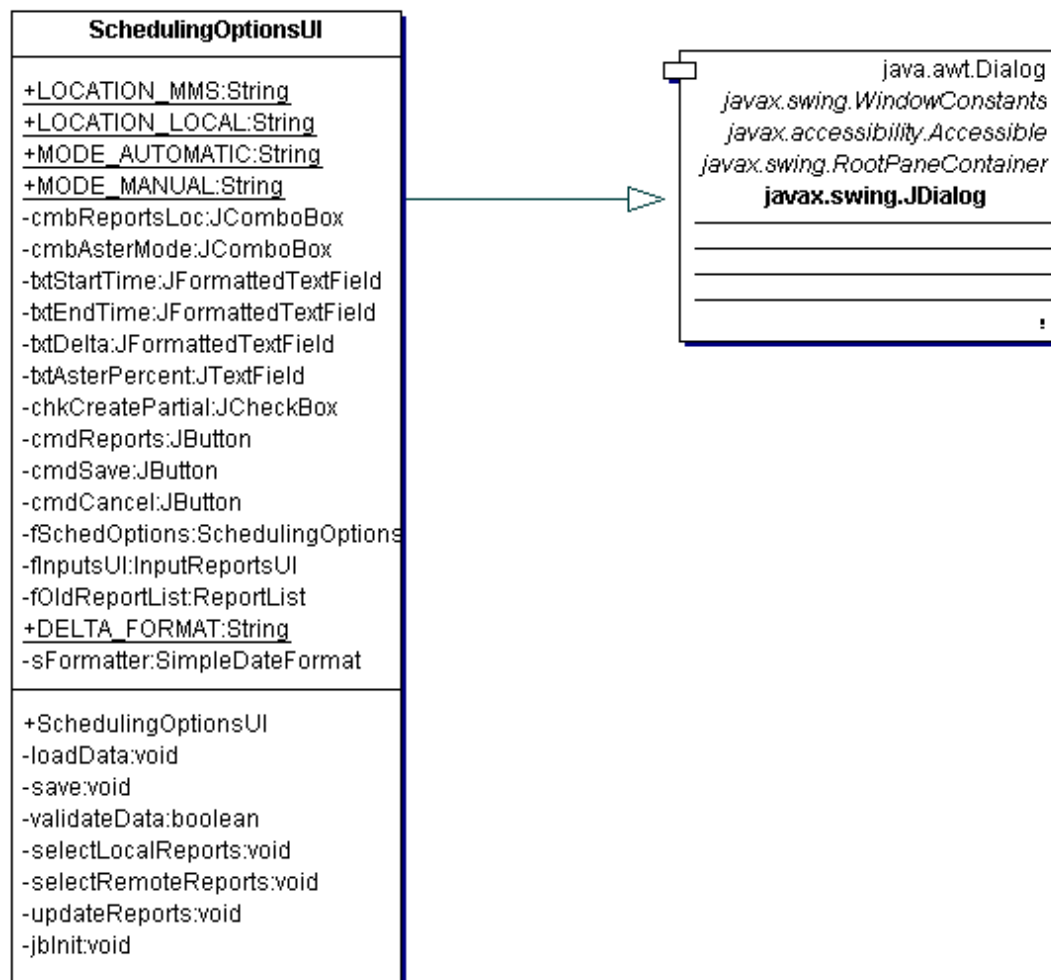 SchedulingOptionsUI
+LOCATION_MMS:String
+LOCATION_LOCAL:String
+MODE_AUTOMATIC:String
+MODE_MANUAL:String
-cmbReportsLoc:JComboBox
-cmbAsterMode:JComboBox
-txtStartTime:JFormattedTextField
-txtEndTime:JFormattedTextField
-txtDelta:JFormattedTextField
-txtAsterPercent:JTextField
-chkCreatePartial:JCheckBox
-cmdReports:JButton
-cmdSave:JButton
-cmdCancel:JButton
-fSchedOptions:SchedulingOptions
-fInputsUI:InputReportsUI
-fOldReportList:ReportList
+DELTA_FORMAT:String
-sFormatter:SimpleDateFormat
+SchedulingOptionsUI
-loadData:void
-save:void
-validateData:boolean
-selectLocalReports:void
-selectRemoteReports:void
-updateReports:void
-jbInit:void
java.awt.Dialog
javax.swing.WindowConstants
javax.accessibility.Accessible
javax.swing.RootPaneContainer
javax.swing.JDialog